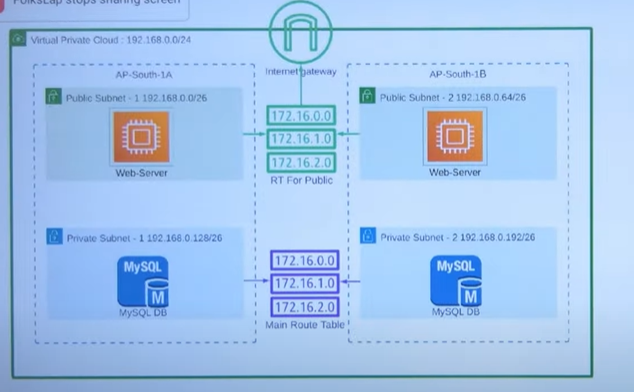 stops sharing screen
Virtual Private Cloud : 192.168.0.0/24
AP-South-1A
Internet gateway
AP-South-1B
Public Subnet - 1 192.168.0.0/26
172.16.0.0
172.16.1.0
172.16.2.0
RT For Public
Public Subnet - 2 192.168.0.64/26
Web-Server
Web-Server
Private Subnet - 1 192.168.0.128/26
172.16.0.0
172.16.1.0
172.16.2.0
Main Route Table
Private Subnet - 2 192.168.0.192/26
MySQL
M
MySQL DB
MySQL
M
MySQL DB